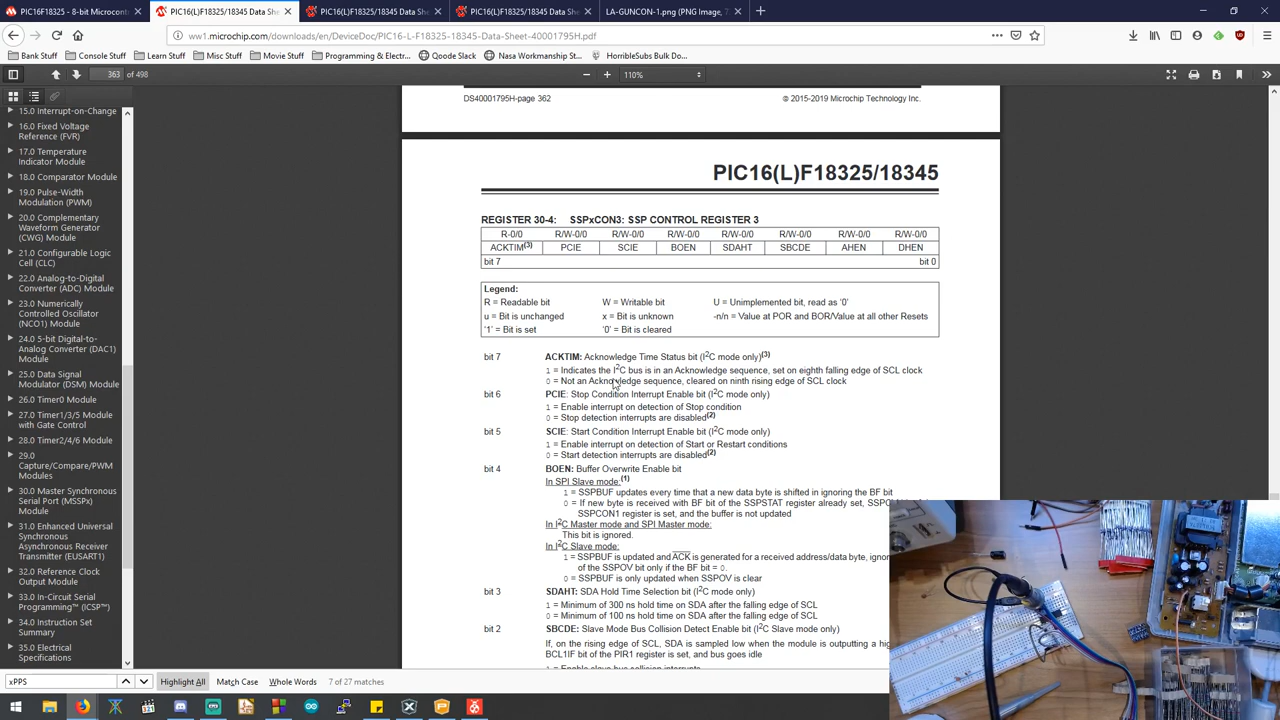 PIC16F18325 - 8-bit Microcont
PIC16(L)F18325/18345 Data She
PIC16(L)F18325/18345 Data She
PIC16(L)F18325/18345 Data She
LA-GUNCON-1.png (PNG Image, 7
ww1.microchip.com/downloads/en/DeviceDoc/PIC16-L-F18325-18345-Data-Sheet-40001795H.pdf
Bank Stuff Console Stuff Learn Stuff Misc Stuff Movie Stuff Programming & Electr... Qoode Slack Nasa Workmanship St... HorribleSubs Bulk Do...
363 of 498 110%
15.0 Interrupt-on-Change
16.0 Fixed Voltage
Reference (FVR)
17.0 Temperature
Indicator Module
18.0 Comparator Module
19.0 Pulse-Width
Modulation (PWM)
20.0 Complementary
Waveform Generator
(CWG) Module
21.0 Configurable Logic
Cell (CLC)
22.0 Analog-to-Digital
Converter (ADC) Module
23.0 Numerically
Controlled Oscillator
(NCO1) Module
24.0 5-bit Digital-to-
Analog Converter (DAC1)
Module
25.0 Data Signal
Modulator (DSM) Module
26.0 Timer0 Module
27.0 Timer1/3/5 Module
with Gate Control
28.0 Timer2/4/6 Module
29.0
Capture/Compare/PWM
Modules
30.0 Master Synchronous
Serial Port (MSSPx)
Module
31.0 Enhanced Universal
Synchronous
Asynchronous Receiver
Transmitter (EUSART1)
32.0 Reference Clock
Output Module
33.0 In-Circuit Serial
Programming™ (ICSP™)
34.0 Instruction Set
Summary
35.0 Electrical
Specifications
DS40001795H-page 362 © 2015-2019 Microchip Technology Inc.
PIC16(L)F18325/18345
REGISTER 30-4: SSPxCON3: SSP CONTROL REGISTER 3
R-0/0 R/W-0/0 R/W-0/0 R/W-0/0 R/W-0/0 R/W-0/0 R/W-0/0 R/W-0/0
ACKTIM(3) PCIE SCIE BOEN SDAHT SBCDE AHEN DHEN
bit 7 bit 0
Legend:
R = Readable bit W = Writable bit U = Unimplemented bit, read as '0'
u = Bit is unchanged x = Bit is unknown -n/n = Value at POR and BOR/Value at all other Resets
'1' = Bit is set '0' = Bit is cleared
bit 7 ACKTIM: Acknowledge Time Status bit (I2C mode only)(3)
1 = Indicates the I2C bus is in an Acknowledge sequence, set on eighth falling edge of SCL clock
0 = Not an Acknowledge sequence, cleared on ninth rising edge of SCL clock
bit 6 PCIE: Stop Condition Interrupt Enable bit (I2C mode only)
1 = Enable interrupt on detection of Stop condition
0 = Stop detection interrupts are disabled(2)
bit 5 SCIE: Start Condition Interrupt Enable bit (I2C mode only)
1 = Enable interrupt on detection of Start or Restart conditions
0 = Start detection interrupts are disabled(2)
bit 4 BOEN: Buffer Overwrite Enable bit
In SPI Slave mode:(1)
1 = SSPBUF updates every time that a new data byte is shifted in ignoring the BF bit
0 = If new byte is received with BF bit of the SSPSTAT register already set,
SSPCON1 register is set, and the buffer is not updated
In I2C Master mode and SPI Master mode:
This bit is ignored.
In I2C Slave mode:
1 = SSPBUF is updated and ACK is generated for a received address/data byte,
of the SSPOV bit only if the BF bit = 0.
0 = SSPBUF is only updated when SSPOV is clear
bit 3 SDAHT: SDA Hold Time Selection bit (I2C mode only)
1 = Minimum of 300 ns hold time on SDA after the falling edge of SCL
0 = Minimum of 100 ns hold time on SDA after the falling edge of SCL
bit 2 SBCDE: Slave Mode Bus Collision Detect Enable bit (I2C Slave mode only)
If, on the rising edge of SCL, SDA is sampled low when the module is outputting a
BCL1IF bit of the PIR1 register is set, and bus goes idle
1 = Enable slave bus collision interrupts
xPPS Highlight All Match Case Whole Words 7 of 27 matches